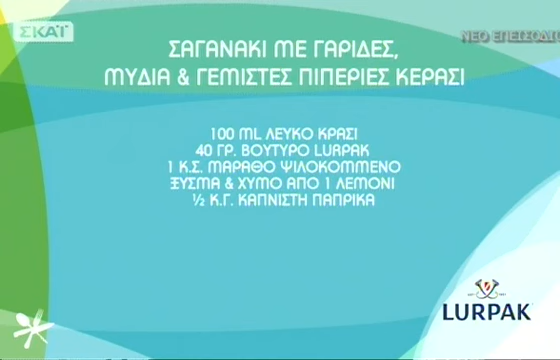 ΣΚΑΪ
ΝΕΟ ΕΠΕΙΣΟΔΙΟ
ΣΑΓΑΝΑΚΙ ΜΕ ΓΑΡΙΔΕΣ,
ΜΥΔΙΑ & ΓΕΜΙΣΤΕΣ ΠΙΠΕΡΙΕΣ ΚΕΡΑΣΙ
100 ML ΛΕΥΚΟ ΚΡΑΣΙ
40 ΓΡ. ΒΟΥΤΥΡΟ LURPAK
1 Κ.Σ. ΜΑΡΑΘΟ ΨΙΛΟΚΟΜΜΕΝΟ
ΞΥΣΜΑ & ΧΥΜΟ ΑΠΟ 1 ΛΕΜΟΝΙ
½ Κ.Γ. ΚΑΠΝΙΣΤΗ ΠΑΠΡΙΚΑ
LURPAK